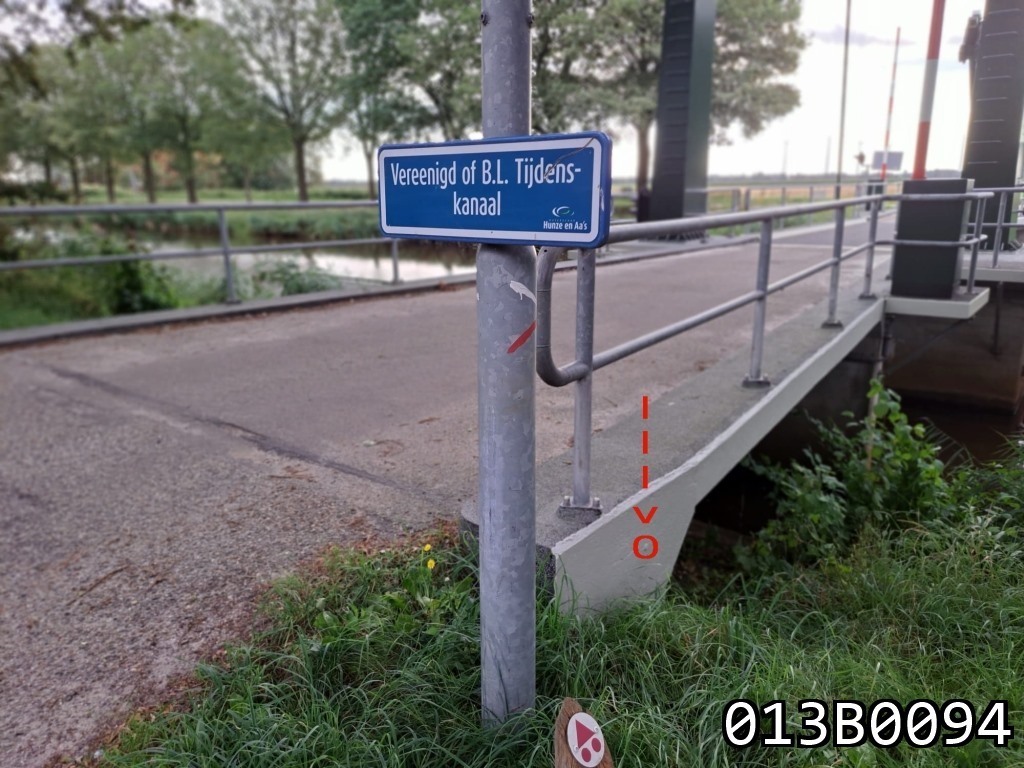 Vereenigd of B.L. Tijdens-
kanaal
Hunze en Aa's
013B0094